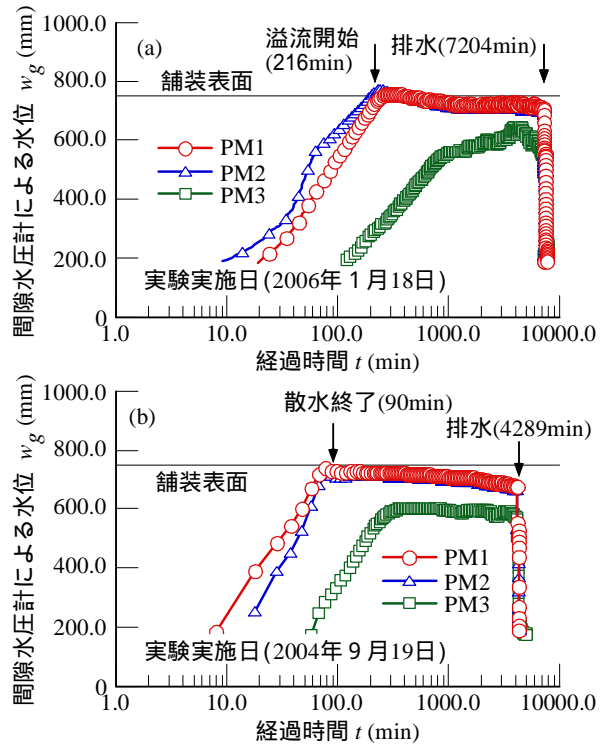 1000.0
800.0
600.0
400.0
200.0
0
間隙水圧計による水位 wg (mm)
(a)
溢流開始
(216min)
排水(7204min)
舗装表面
PM1
PM2
PM3
実験実施日(2006年1月18日)
1.0
10.0
100.0
1000.0
10000.0
経過時間 t (min)
1000.0
800.0
600.0
400.0
200.0
0.0
間隙水圧計による水位 wg (mm)
(b)
散水終了(90min)
排水(4289min)
舗装表面
PM1
PM2
PM3
実験実施日(2004年9月19日)
1.0
10.0
100.0
1000.0
10000.0
経過時間 t (min)